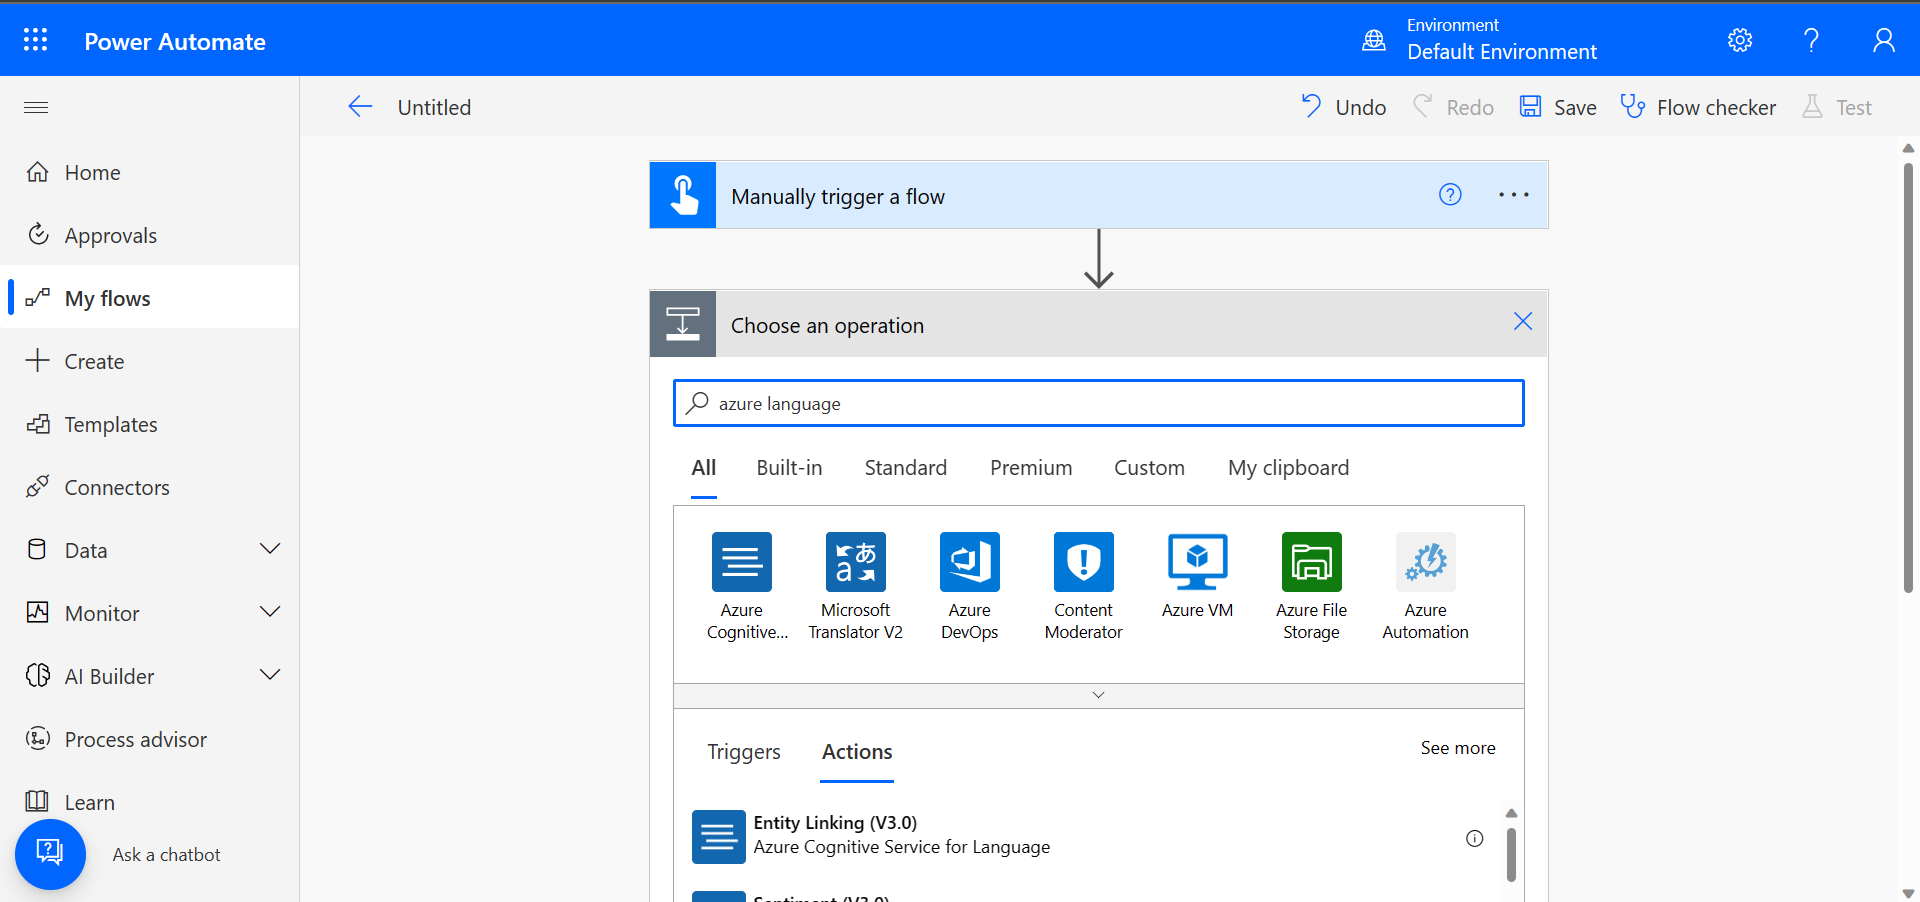 Power Automate
Environment
Default Environment
Untitled
Undo
Redo
Save
Flow checker
Test
Home
Approvals
My flows
Create
Templates
Connectors
Data
Monitor
AI Builder
Process advisor
Learn
Ask a chatbot
Manually trigger a flow
Choose an operation
azure language
All
Built-in
Standard
Premium
Custom
My clipboard
Azure
Cognitive...
Microsoft
Translator V2
Azure
DevOps
Content
Moderator
Azure VM
Azure File
Storage
Azure
Automation
Triggers
Actions
See more
Entity Linking (V3.0)
Azure Cognitive Service for Language
Sentiment (V3.0)